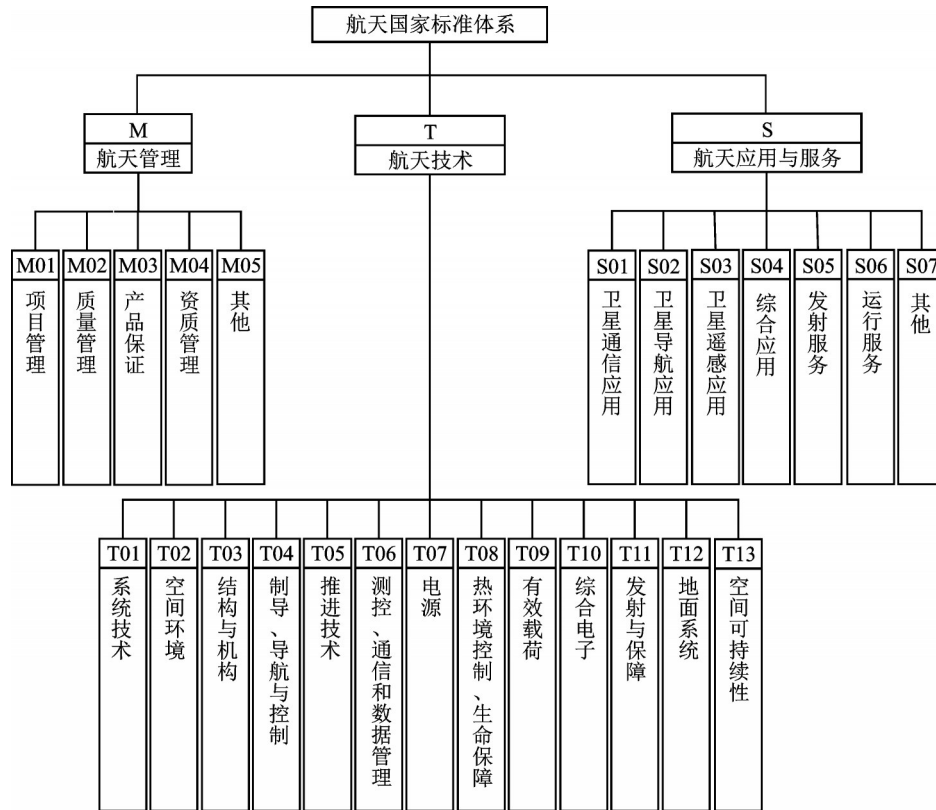 航天国家标准体系
M
航天管理
T
航天技术
S
航天应用与服务
M01
项目管理
M02
质量管理
M03
产品保证
M04
资质管理
M05
其他
S01
卫星通信应用
S02
卫星导航应用
S03
卫星遥感应用
S04
综合应用
S05
发射服务
S06
运行服务
S07
其他
T01
系统技术
T02
空间环境
T03
结构与机构
T04
制导、导航与控制
T05
推进技术
T06
测控、通信和数据管理
T07
电源
T08
热环境控制、生命保障
T09
有效载荷
T10
综合电子
T11
发射与保障
T12
地面系统
T13
空间可持续性